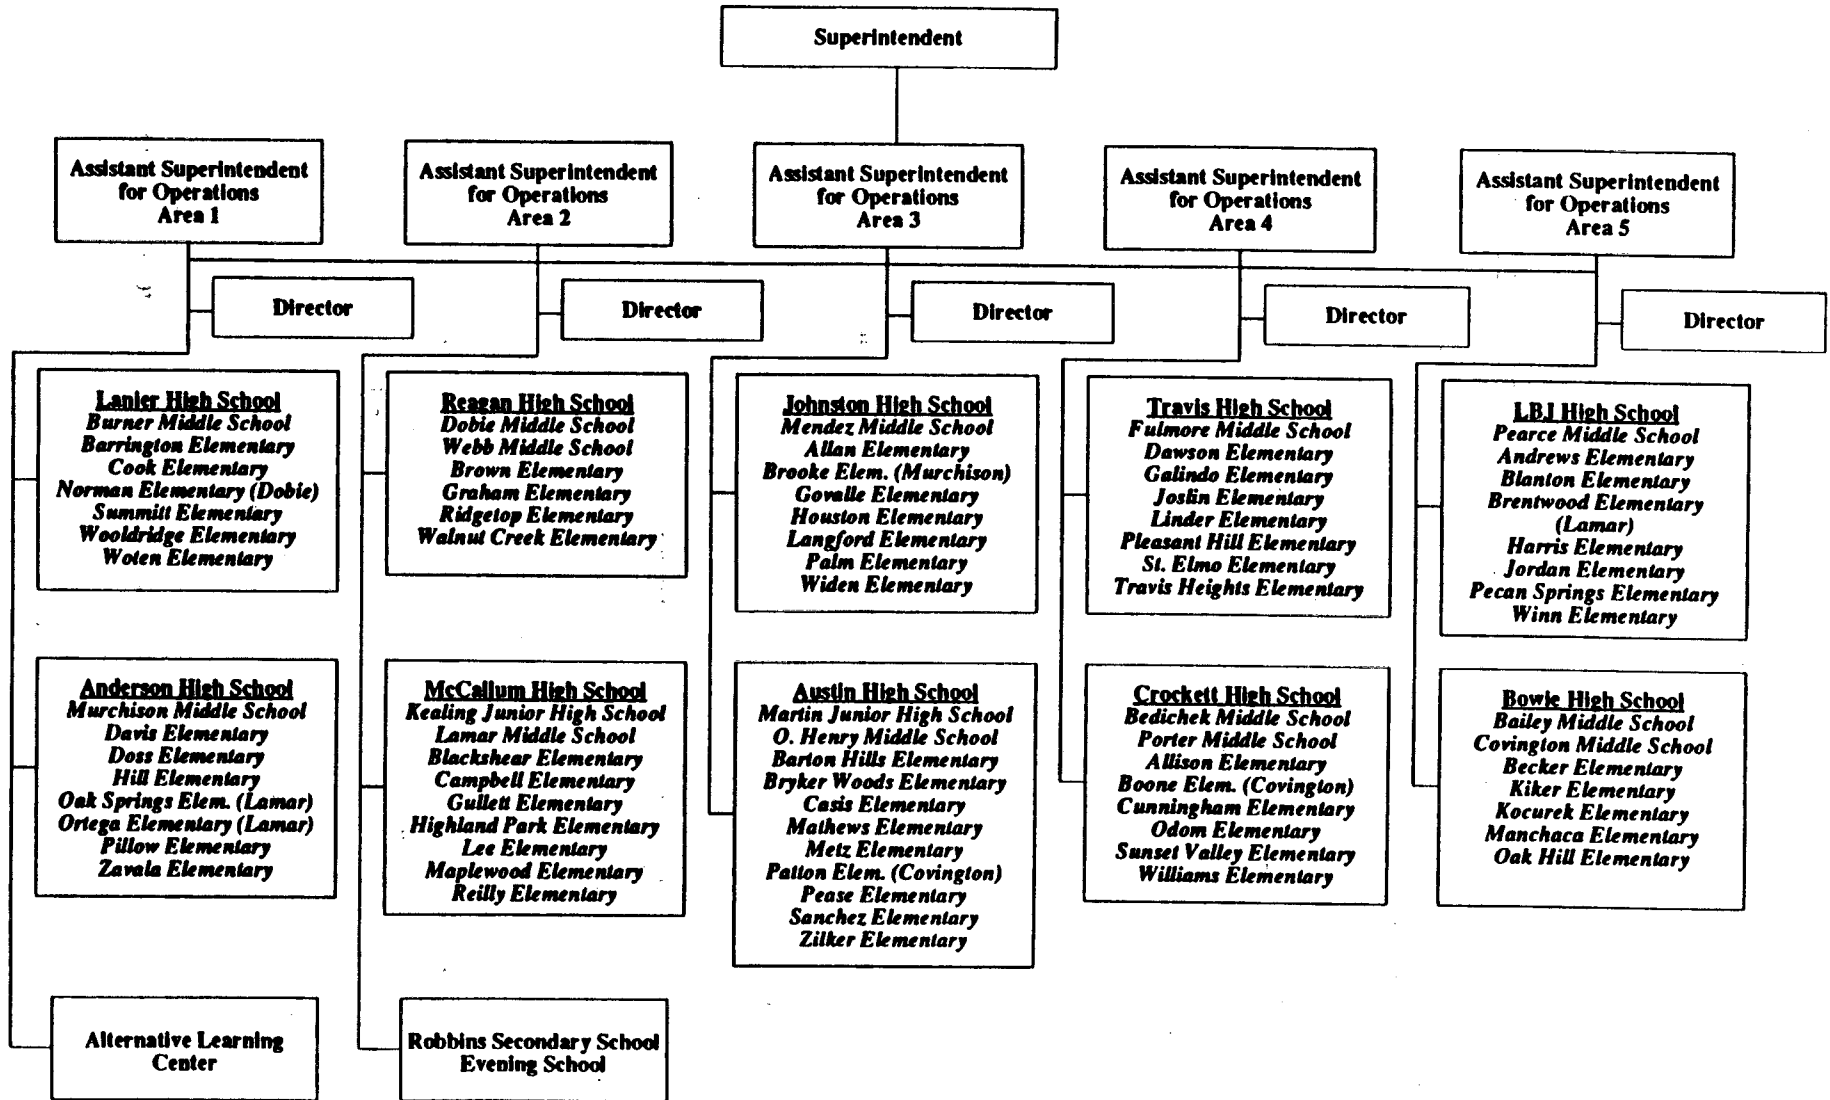 Superintendent
Assistant Superintendent
for Operations
Area 1
Assistant Superintendent
for Operations
Area 2
Assistant Superintendent
for Operations
Area 3
Assistant Superintendent
for Operations
Area 4
Assistant Superintendent
for Operations
Area 5
Director
Director
Director
Director
Director
Lanier High School
Burner Middle School
Barrington Elementary
Cook Elementary
Norman Elementary (Dobie)
Summitt Elementary
Wooldridge Elementary
Woten Elementary
Reagan High School
Dobie Middle School
Webb Middle School
Brown Elementary
Graham Elementary
Ridgetop Elementary
Walnut Creek Elementary
Johnston High School
Mendez Middle School
Allan Elementary
Brooke Elem. (Murchison)
Govalle Elementary
Houston Elementary
Langford Elementary
Palm Elementary
Widen Elementary
Travis High School
Fulmore Middle School
Dawson Elementary
Galindo Elementary
Joslin Elementary
Linder Elementary
Pleasant Hill Elementary
St. Elmo Elementary
Travis Heights Elementary
LBJ High School
Pearce Middle School
Andrews Elementary
Blanton Elementary
Brentwood Elementary
(Lamar)
Harris Elementary
Jordan Elementary
Pecan Springs Elementary
Winn Elementary
Anderson High School
Murchison Middle School
Davis Elementary
Doss Elementary
Hill Elementary
Oak Springs Elem. (Lamar)
Ortega Elementary (Lamar)
Pillow Elementary
Zavala Elementary
McCallum High School
Kealing Junior High School
Lamar Middle School
Blackshear Elementary
Campbell Elementary
Gullett Elementary
Highland Park Elementary
Lee Elementary
Maplewood Elementary
Reilly Elementary
Austin High School
Martin Junior High School
O. Henry Middle School
Barton Hills Elementary
Bryker Woods Elementary
Casis Elementary
Mathews Elementary
Metz Elementary
Patton Elem. (Covington)
Pease Elementary
Sanchez Elementary
Zilker Elementary
Crockett High School
Bedichek Middle School
Porter Middle School
Allison Elementary
Boone Elem. (Covington)
Cunningham Elementary
Odom Elementary
Sunset Valley Elementary
Williams Elementary
Bowie High School
Bailey Middle School
Covington Middle School
Becker Elementary
Kiker Elementary
Kocurek Elementary
Manchaca Elementary
Oak Hill Elementary
Alternative Learning
Center
Robbins Secondary School
Evening School